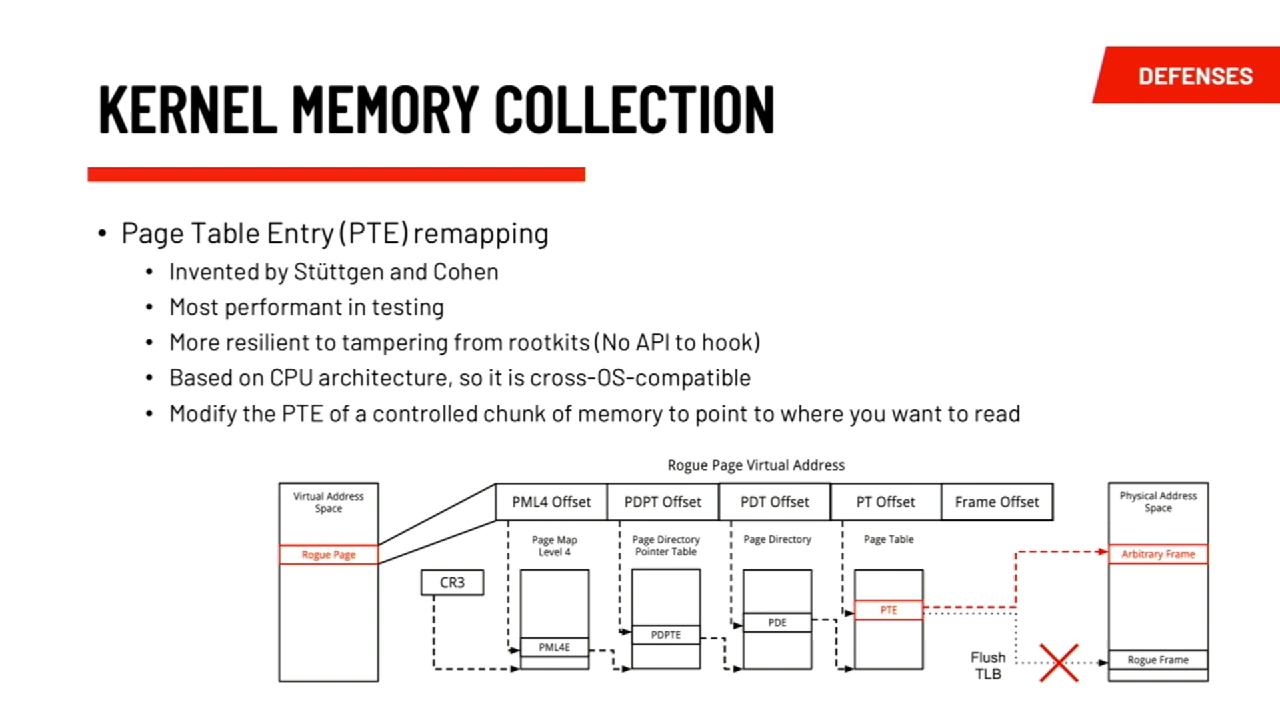 DEFENSES
KERNEL MEMORY COLLECTION
• Page Table Entry (PTE) remapping
• Invented by Stüttgen and Cohen
• Most performant in testing
• More resilient to tampering from rootkits (No API to hook)
• Based on CPU architecture, so it is cross-OS-compatible
• Modify the PTE of a controlled chunk of memory to point to where you want to read
Rogue Page Virtual Address
Virtual Address
Space
Rogue Page
PML4 Offset
PDPT Offset
PDT Offset
PT Offset
Frame Offset
Page Map
Level 4
Page Directory
Pointer Table
Page Directory
Page Table
CR3
PML4E
PDPTE
PDE
PTE
Flush
TLB
Physical Address
Space
Arbitrary Frame
Rogue Frame